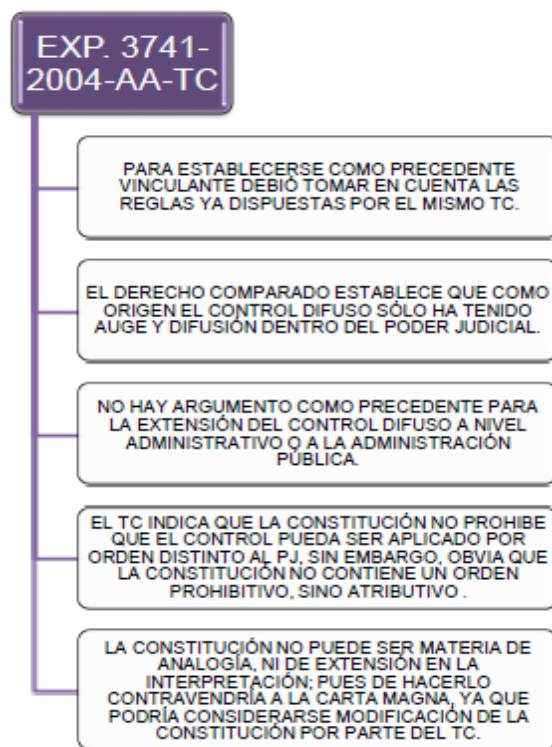 EXP. 3741-
2004-AA-TC
PARA ESTABLECERSE COMO PRECEDENTE
VINCULANTE DEBIÓ TOMAR EN CUENTA LAS
REGLAS YA DISPUESTAS POR EL MISMO TC.
EL DERECHO COMPARADO ESTABLECE QUE COMO
ORIGEN EL CONTROL DIFUSO SÓLO HA TENIDO
AUGE Y DIFUSIÓN DENTRO DEL PODER JUDICIAL.
NO HAY ARGUMENTO COMO PRECEDENTE PARA
LA EXTENSIÓN DEL CONTROL DIFUSO A NIVEL
ADMINISTRATIVO O A LA ADMINISTRACIÓN
PÚBLICA.
EL TC INDICA QUE LA CONSTITUCIÓN NO PROHIBE
QUE EL CONTROL PUEDA SER APLICADO POR
ORDEN DISTINTO AL PJ, SIN EMBARGO, OBVIA QUE
LA CONSTITUCIÓN NO CONTIENE UN ORDEN
PROHIBITIVO, SINO ATRIBUTIVO .
LA CONSTITUCIÓN NO PUEDE SER MATERIA DE
ANALOGÍA, NI DE EXTENSIÓN EN LA
INTERPRETACIÓN; PUES DE HACERLO
CONTRAVENDRÍA A LA CARTA MAGNA, YA QUE
PODRÍA CONSIDERARSE MODIFICACIÓN DE LA
CONSTITUCIÓN POR PARTE DEL TC.